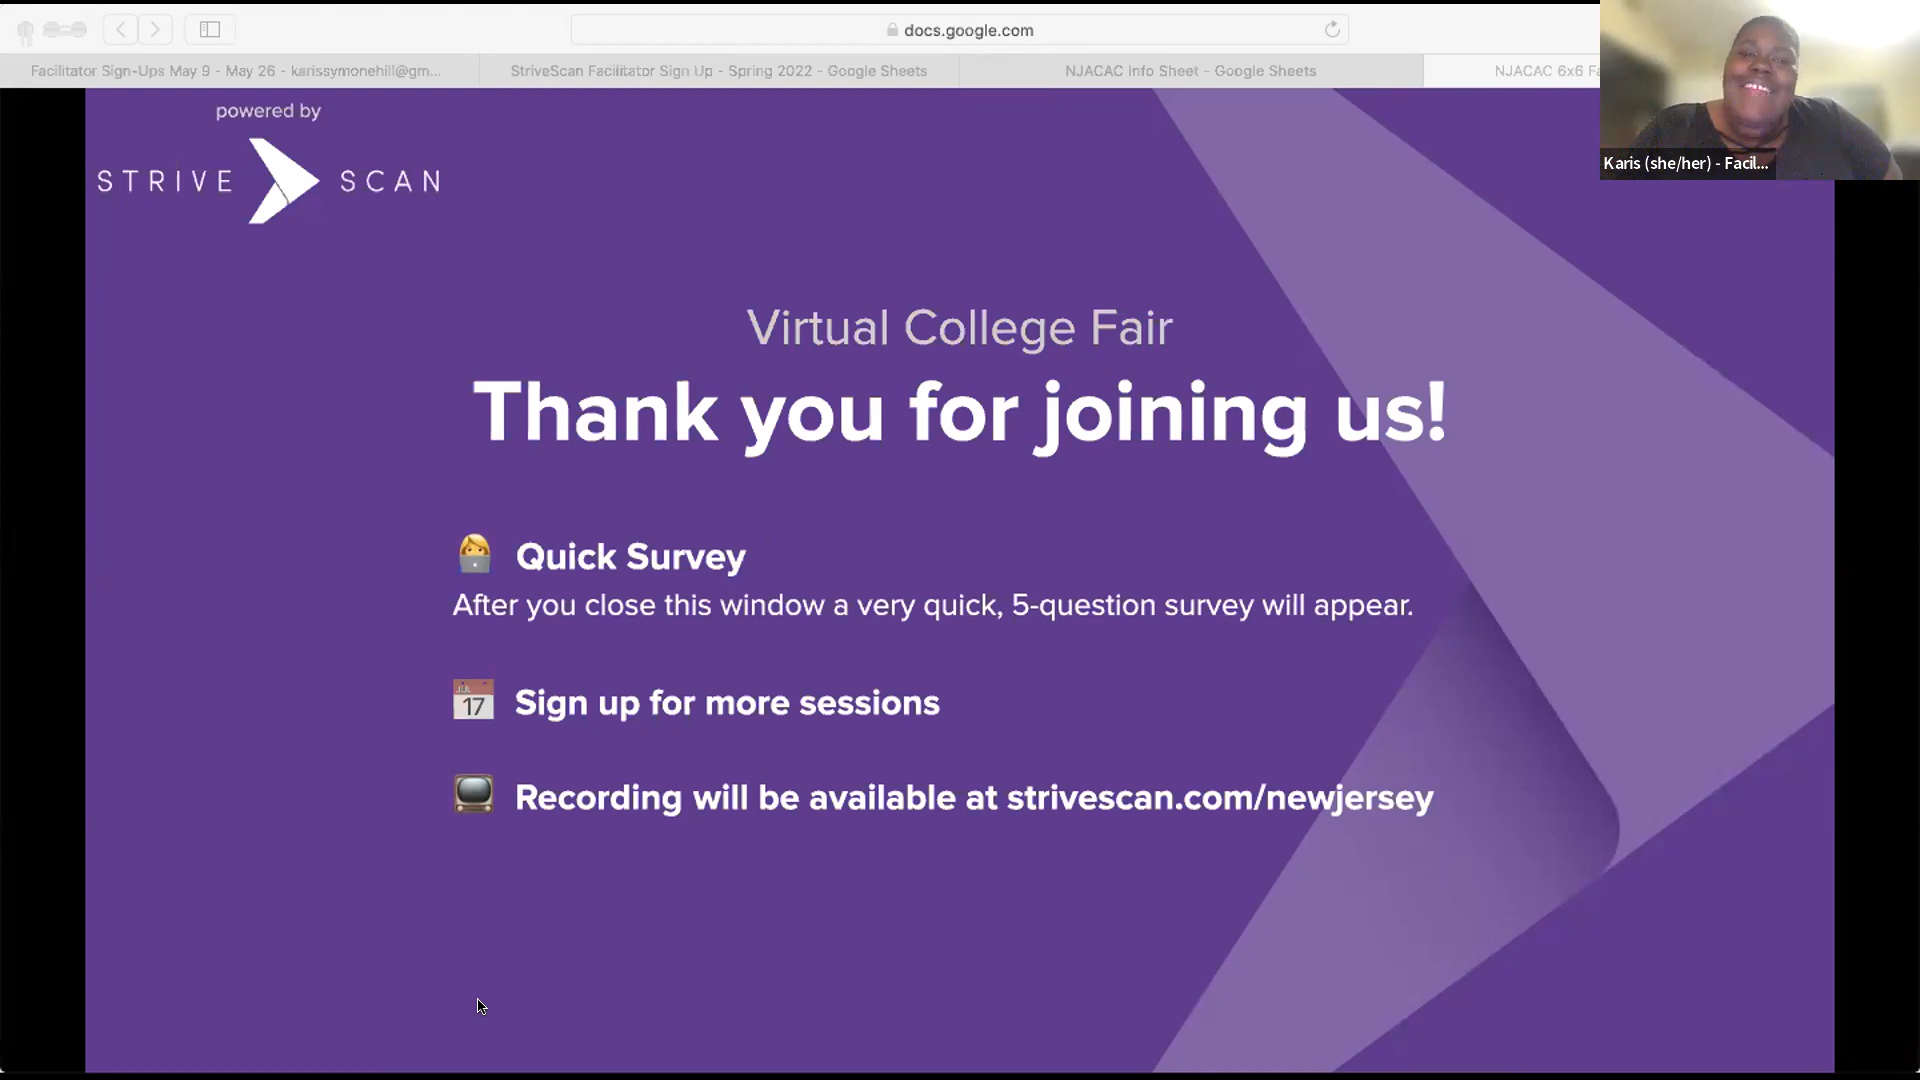 docs.google.com
Facilitator Sign-Ups May 9 - May 26 - karissymonehill@gm...
StriveScan Facilitator Sign Up - Spring 2022 - Google Sheets
NJACAC Info Sheet - Google Sheets
NJACAC 6x6 Fa
Karis (she/her) - Facil...
powered by
STRIVE SCAN
Virtual College Fair
Thank you for joining us!
Quick Survey
After you close this window a very quick, 5-question survey will appear.
JUL
17
Sign up for more sessions
Recording will be available at strivescan.com/newjersey